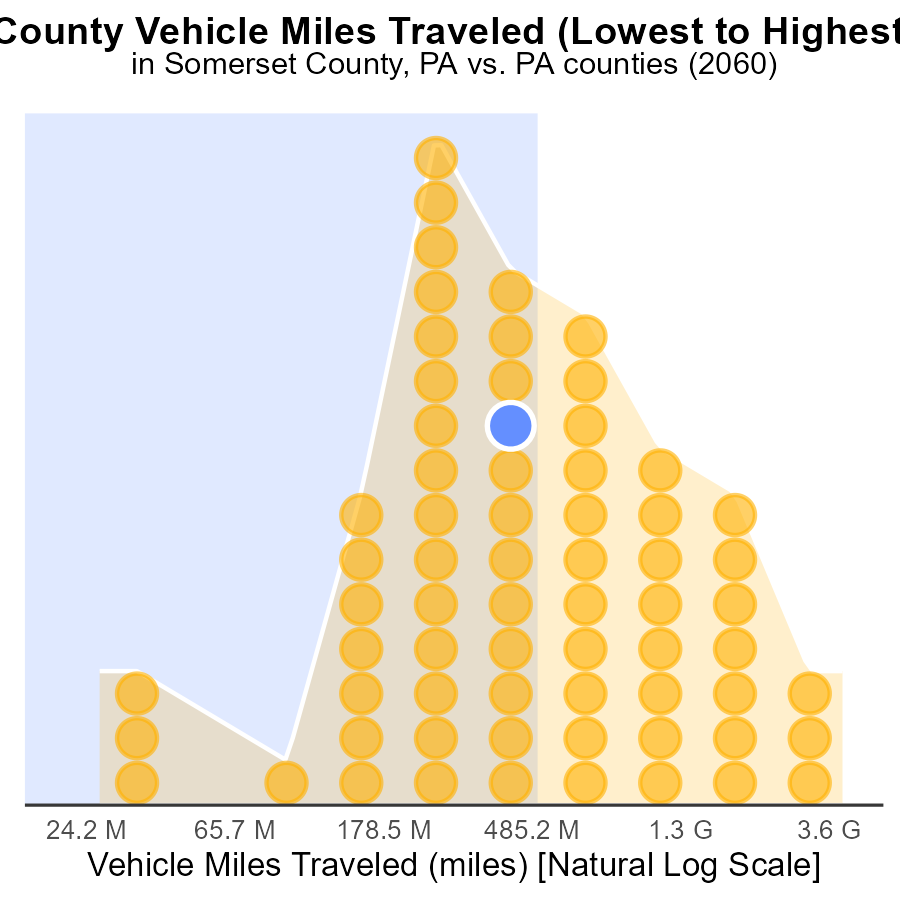 County Vehicle Miles Traveled (Lowest to Highest
in Somerset County, PA vs. PA counties (2060)
24.2 M 65.7 M 178.5 M 485.2 M 1.3 G 3.6 G
Vehicle Miles Traveled (miles) [Natural Log Scale]